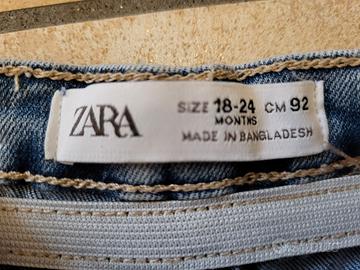 ZARA
SIZE 18-24 CM 92
MONTHS
MADE IN BANGLADESH